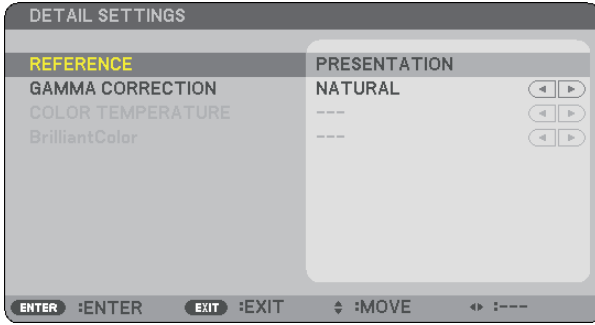 DETAIL SETTINGS
REFERENCE PRESENTATION
GAMMA CORRECTION NATURAL
COLOR TEMPERATURE ---
BrilliantColor ---
ENTER :ENTER EXIT :EXIT :MOVE :---